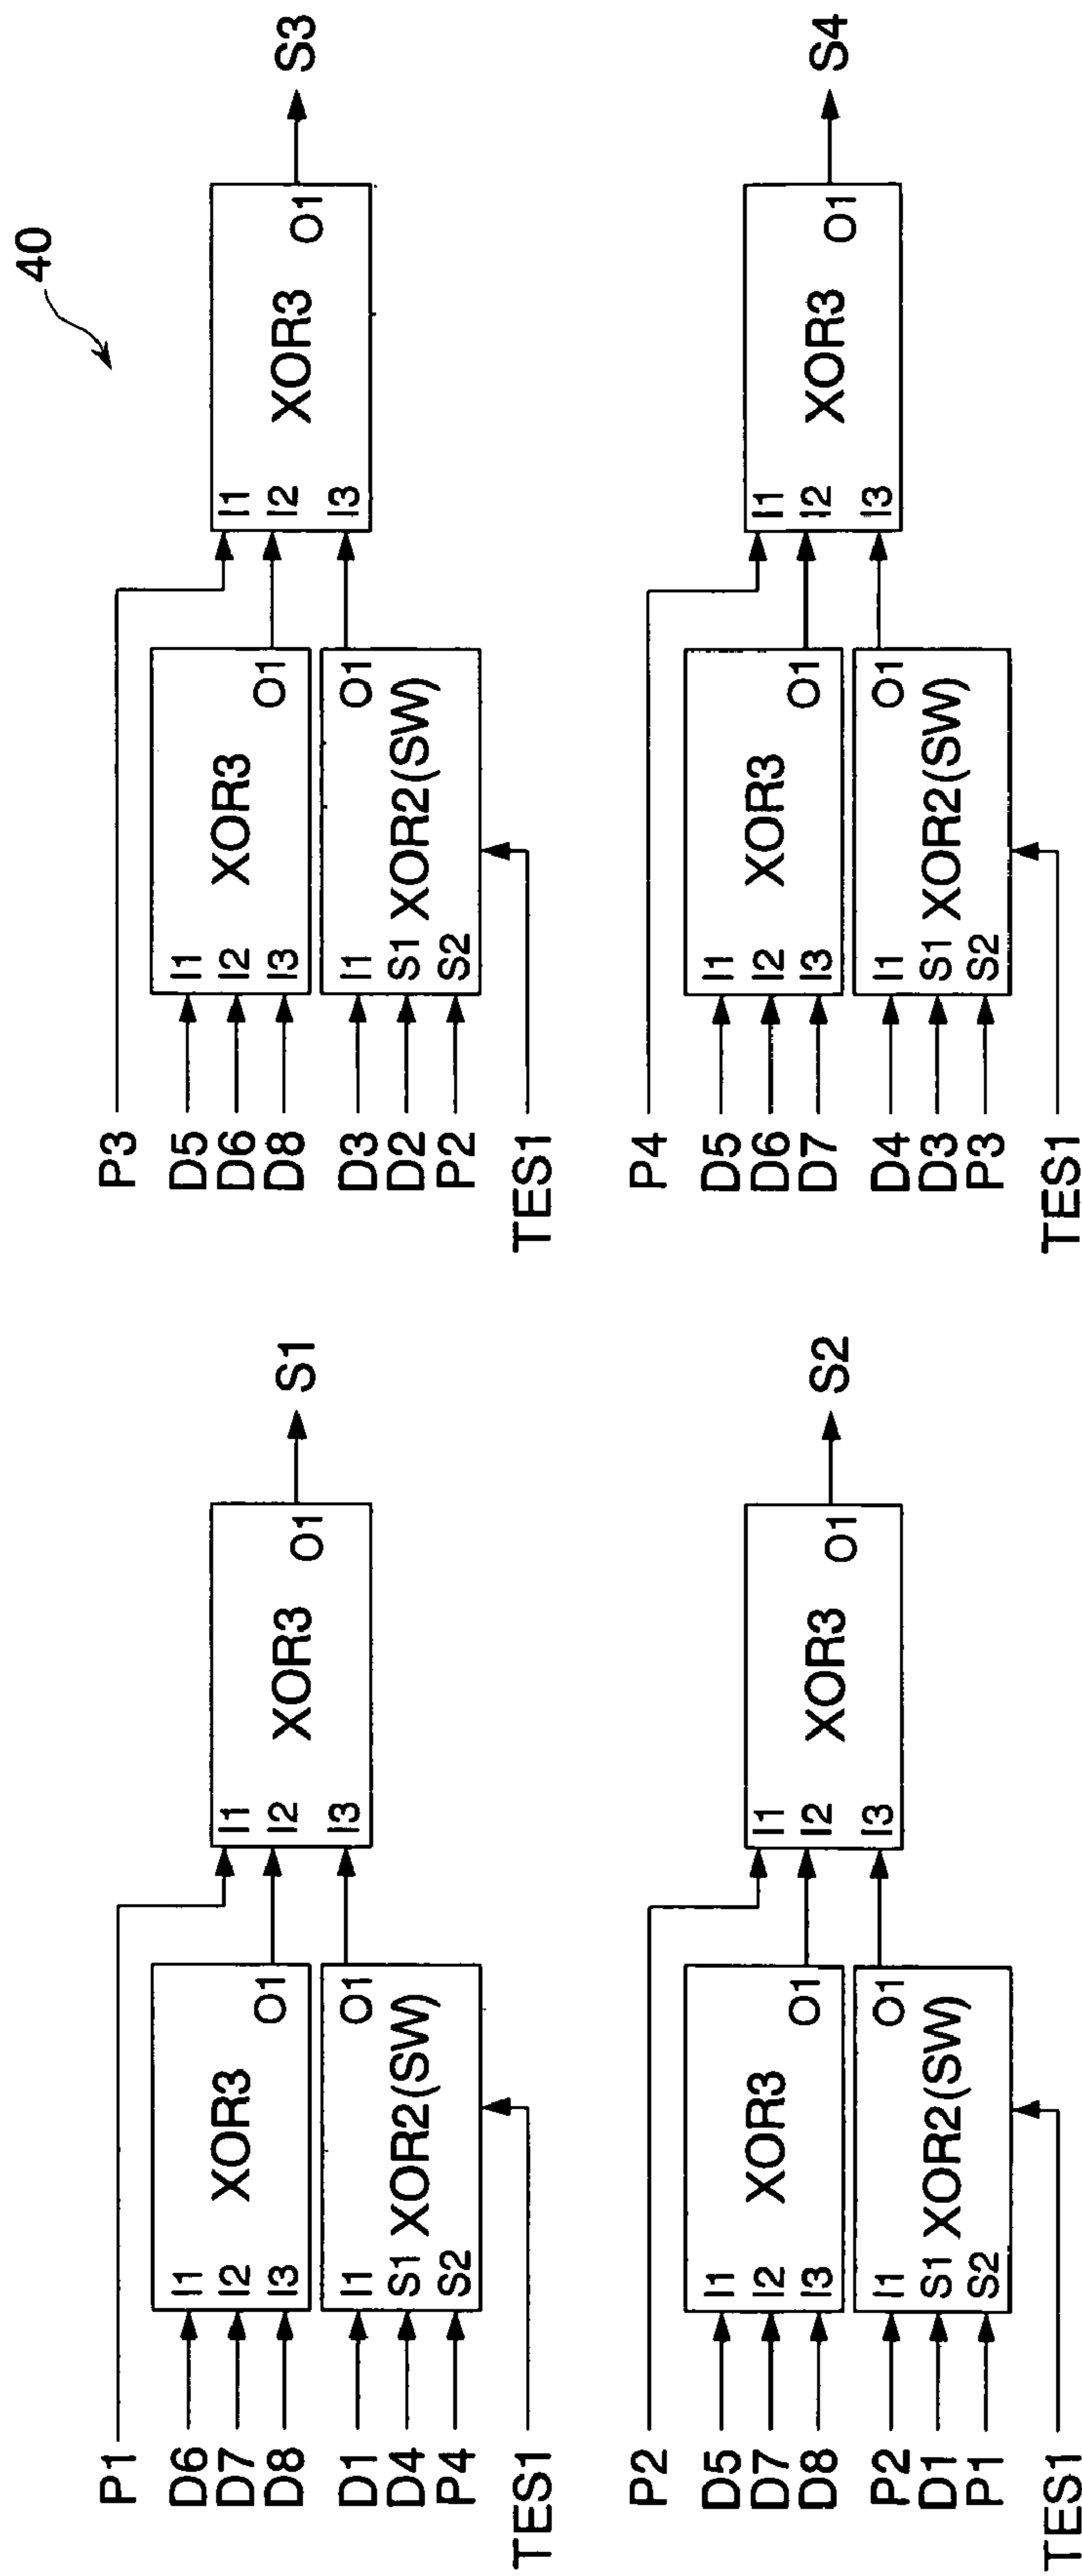 40
P1
D6
D7
D8
D1
D4
P4
TES1
I1
I2
I3
XOR3
O1
I1
S1
S2
XOR2(SW)
O1
I1
I2
I3
XOR3
O1
S1
P3
D5
D6
D8
D3
D2
P2
TES1
I1
I2
I3
XOR3
O1
I1
S1
S2
XOR2(SW)
O1
I1
I2
I3
XOR3
O1
S3
P2
D5
D7
D8
P2
D1
P1
TES1
I1
I2
I3
XOR3
O1
I1
S1
S2
XOR2(SW)
O1
I1
I2
I3
XOR3
O1
S2
P4
D5
D6
D7
D4
D3
P3
TES1
I1
I2
I3
XOR3
O1
I1
S1
S2
XOR2(SW)
O1
I1
I2
I3
XOR3
O1
S4